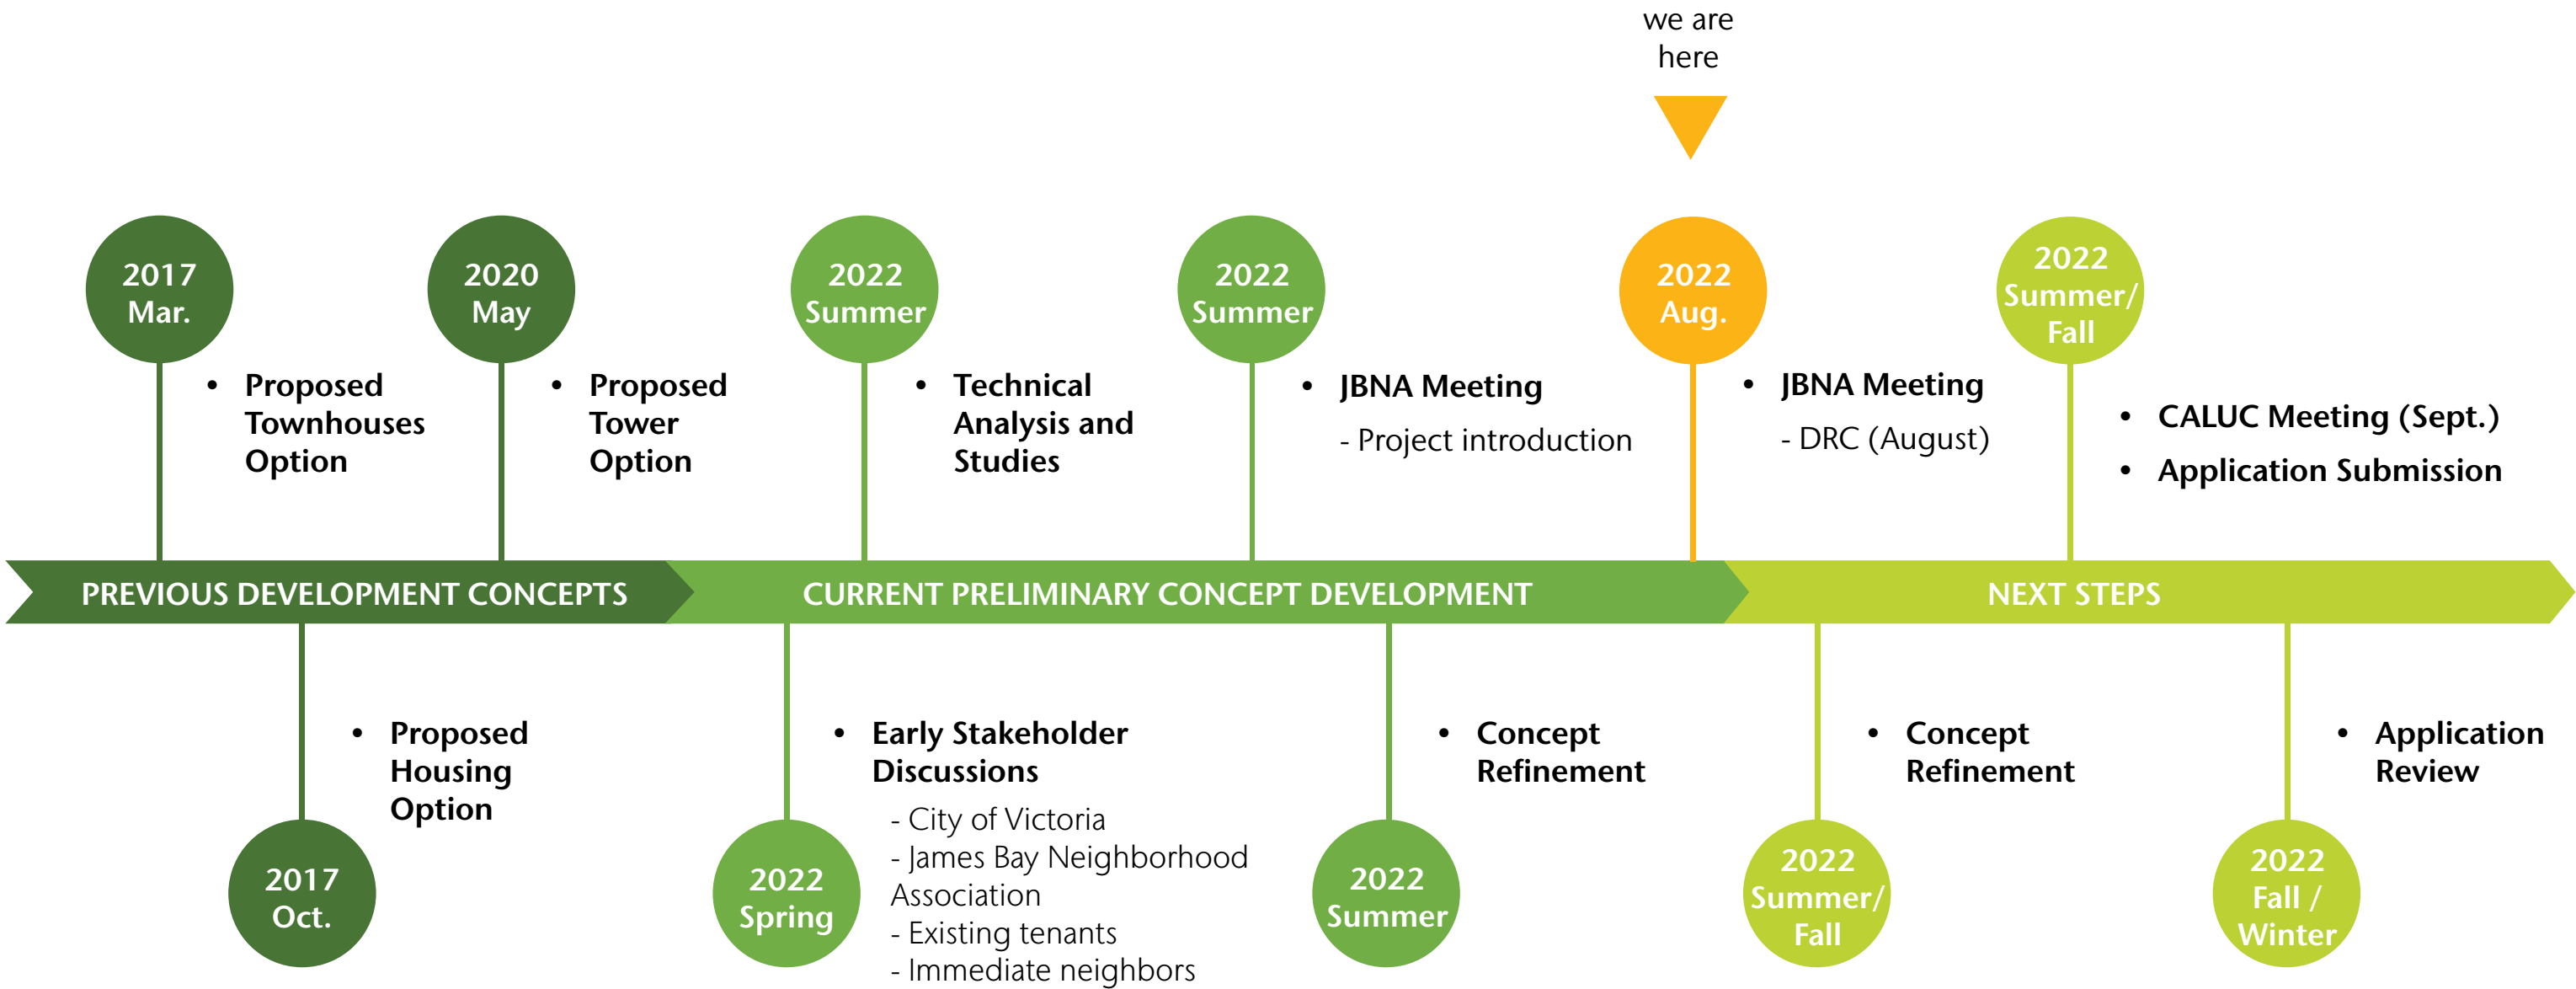 we are
here
2017
Mar.
• Proposed
Townhouses
Option
2020
May
• Proposed
Tower
Option
2022
Summer
• Technical
Analysis and
Studies
2022
Summer
• JBNA Meeting
- Project introduction
2022
Aug.
• JBNA Meeting
- DRC (August)
2022
Summer/
Fall
• CALUC Meeting (Sept.)
• Application Submission
PREVIOUS DEVELOPMENT CONCEPTS
CURRENT PRELIMINARY CONCEPT DEVELOPMENT
NEXT STEPS
• Proposed
Housing
Option
2017
Oct.
• Early Stakeholder
Discussions
- City of Victoria
- James Bay Neighborhood
Association
- Existing tenants
- Immediate neighbors
2022
Spring
• Concept
Refinement
2022
Summer
• Concept
Refinement
2022
Summer/
Fall
• Application
Review
2022
Fall /
Winter